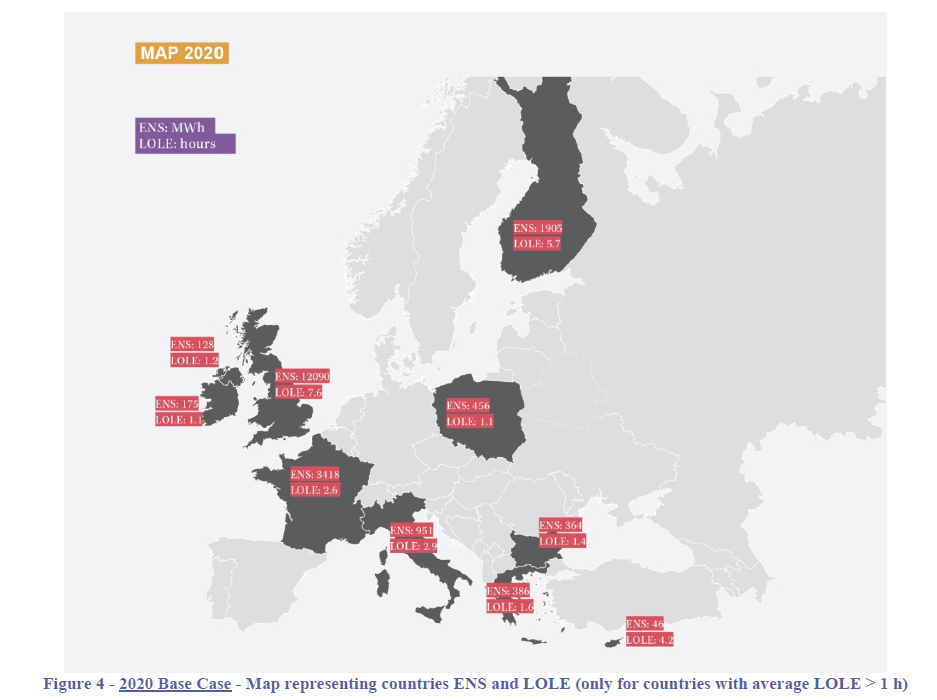 MAP 2020
ENS: MWh
LOLE: hours
ENS: 1905
LOLE: 5.7
ENS: 128
LOLE: 1.2
ENS: 12090
LOLE: 7.6
ENS: 175
LOLE: 1.1
ENS: 456
LOLE: 1.1
ENS: 3418
LOLE: 2.6
ENS: 951
LOLE: 2.9
ENS: 364
LOLE: 1.4
ENS: 386
LOLE: 1.6
ENS: 46
LOLE: 4.2
Figure 4 - 2020 Base Case - Map representing countries ENS and LOLE (only for countries with average LOLE > 1 h)